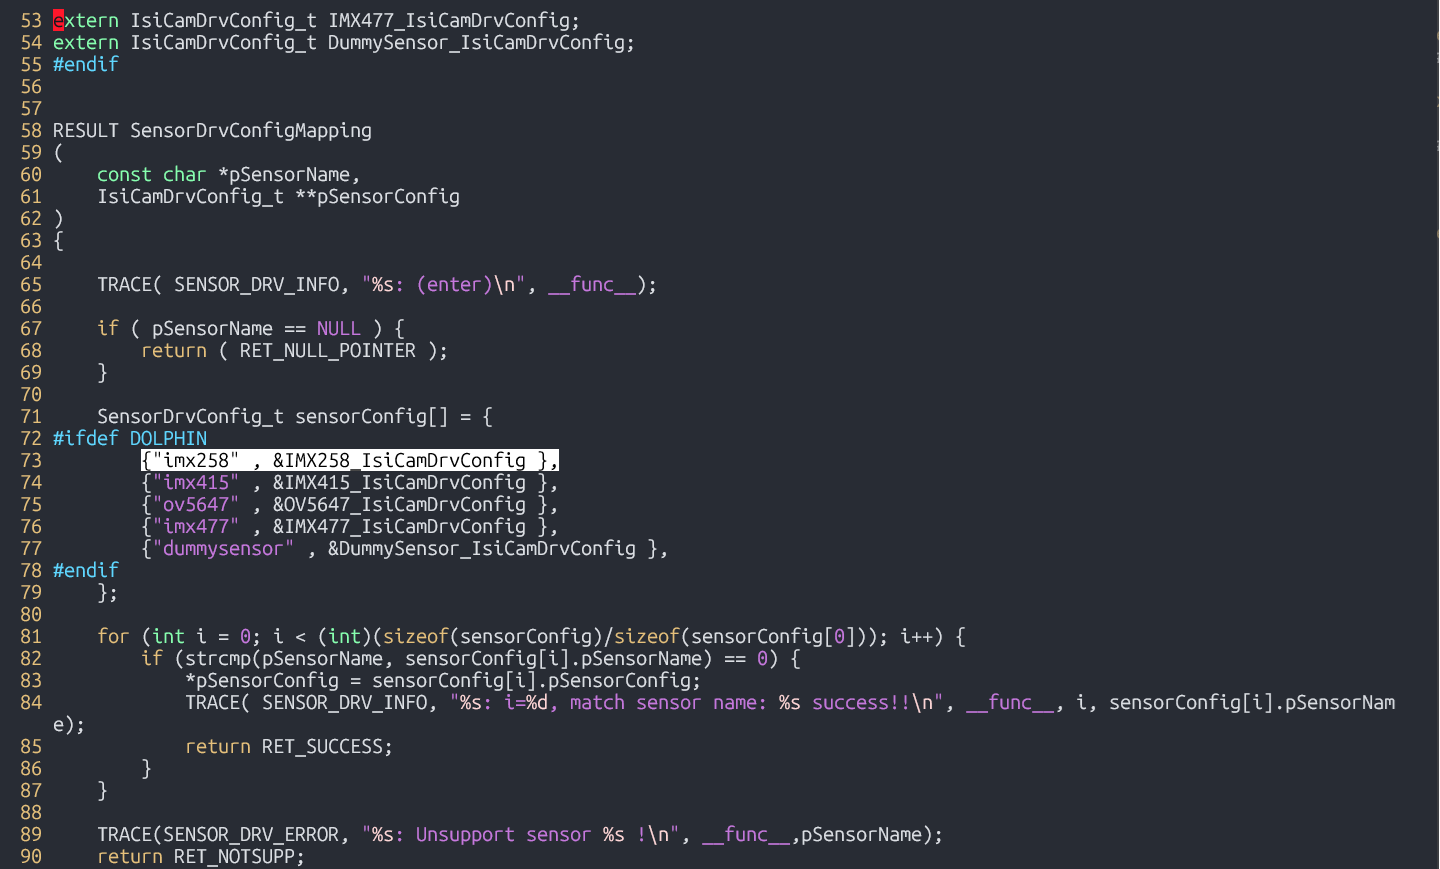 53 extern IsiCamDrvConfig_t IMX477_IsiCamDrvConfig;
54 extern IsiCamDrvConfig_t DummySensor_IsiCamDrvConfig;
55 #endif
56
57
58 RESULT SensorDrvConfigMapping
59 (
60     const char *pSensorName,
61     IsiCamDrvConfig_t **pSensorConfig
62 )
63 {
64
65     TRACE( SENSOR_DRV_INFO, "%s: (enter)\n", __func__);
66
67     if ( pSensorName == NULL ) {
68         return ( RET_NULL_POINTER );
69     }
70
71     SensorDrvConfig_t sensorConfig[] = {
72 #ifdef DOLPHIN
73         {"imx258" , &IMX258_IsiCamDrvConfig },
74         {"imx415" , &IMX415_IsiCamDrvConfig },
75         {"ov5647" , &OV5647_IsiCamDrvConfig },
76         {"imx477" , &IMX477_IsiCamDrvConfig },
77         {"dummysensor" , &DummySensor_IsiCamDrvConfig },
78 #endif
79     };
80
81     for (int i = 0; i < (int)(sizeof(sensorConfig)/sizeof(sensorConfig[0])); i++) {
82         if (strcmp(pSensorName, sensorConfig[i].pSensorName) == 0) {
83             *pSensorConfig = sensorConfig[i].pSensorConfig;
84             TRACE( SENSOR_DRV_INFO, "%s: i=%d, match sensor name: %s success!!\n", __func__, i, sensorConfig[i].pSensorNam
e);
85             return RET_SUCCESS;
86         }
87     }
88
89     TRACE(SENSOR_DRV_ERROR, "%s: Unsupport sensor %s !\n", __func__,pSensorName);
90     return RET_NOTSUPP;